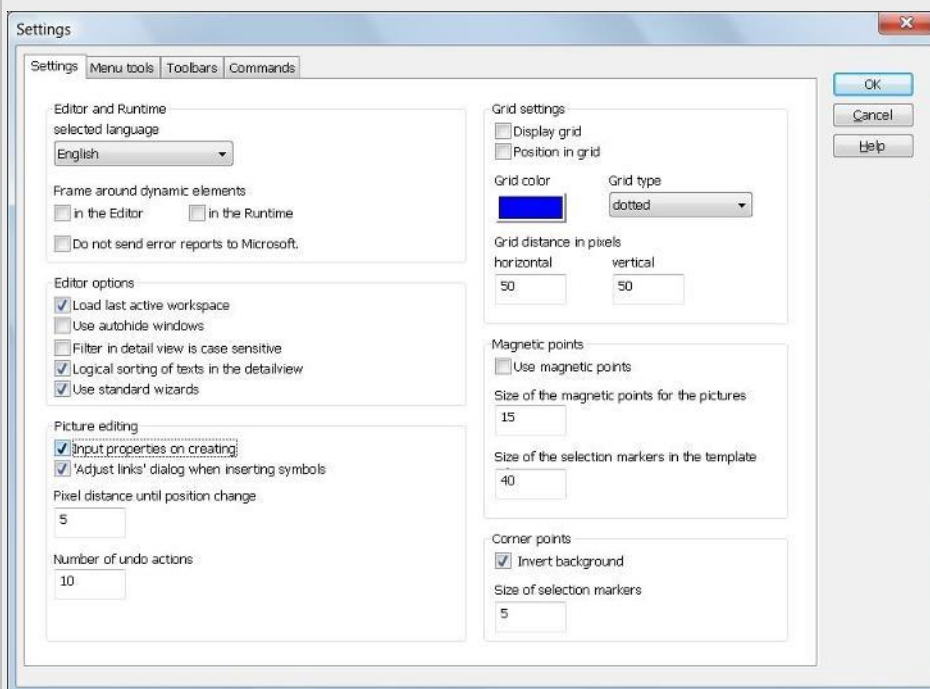 Settings
Settings Menu tools Toolbars Commands
OK
Cancel
Help
Editor and Runtime
selected language
English
Frame around dynamic elements
in the Editor in the Runtime
Do not send error reports to Microsoft.
Editor options
Load last active workspace
Use autohide windows
Filter in detail view is case sensitive
Logical sorting of texts in the detailview
Use standard wizards
Picture editing
Input properties on creating
'Adjust links' dialog when inserting symbols
Pixel distance until position change
5
Number of undo actions
10
Grid settings
Display grid
Position in grid
Grid color Grid type
dotted
Grid distance in pixels
horizontal vertical
50 50
Magnetic points
Use magnetic points
Size of the magnetic points for the pictures
15
Size of the selection markers in the template
40
Corner points
Invert background
Size of selection markers
5